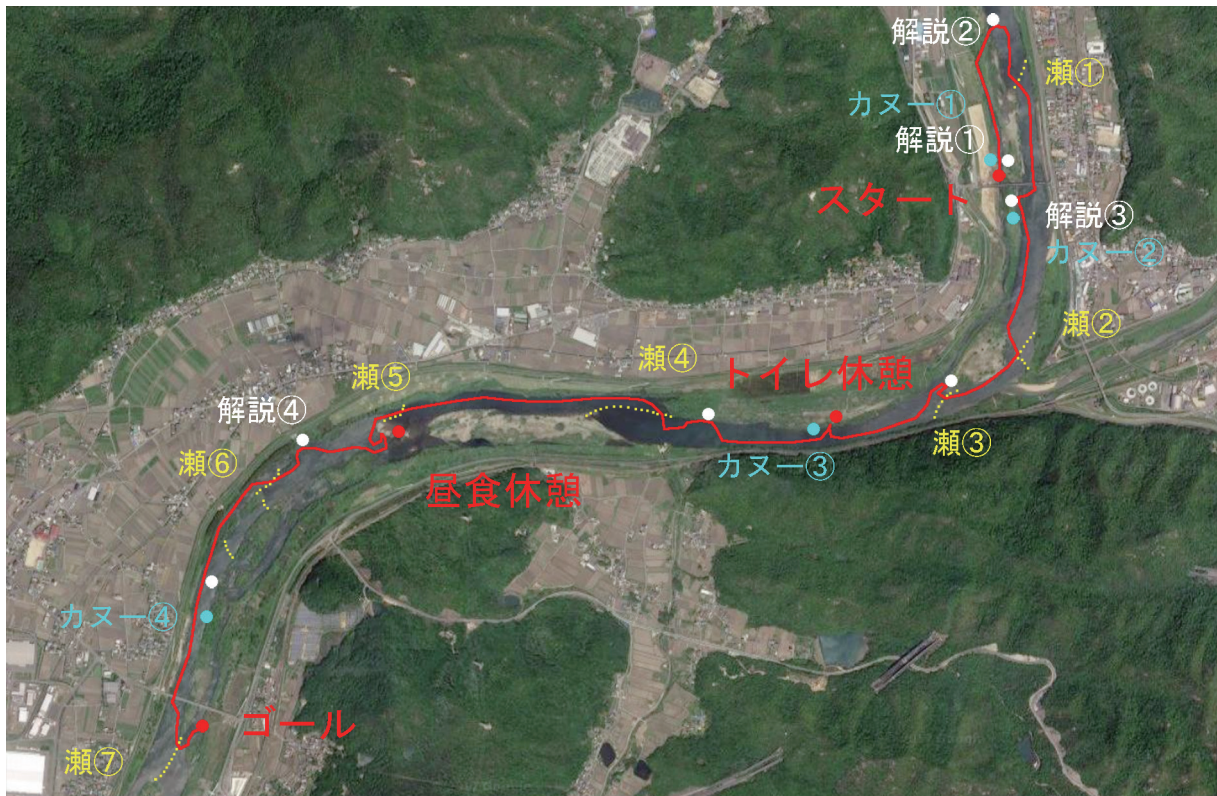 解説②
瀬①
カヌー①
解説①
スタート
解説③
カヌー②
瀬②
瀬④
トイレ休憩
瀬⑤
解説④
瀬③
瀬⑥
カヌー③
昼食休憩
カヌー④
ゴール
瀬⑦